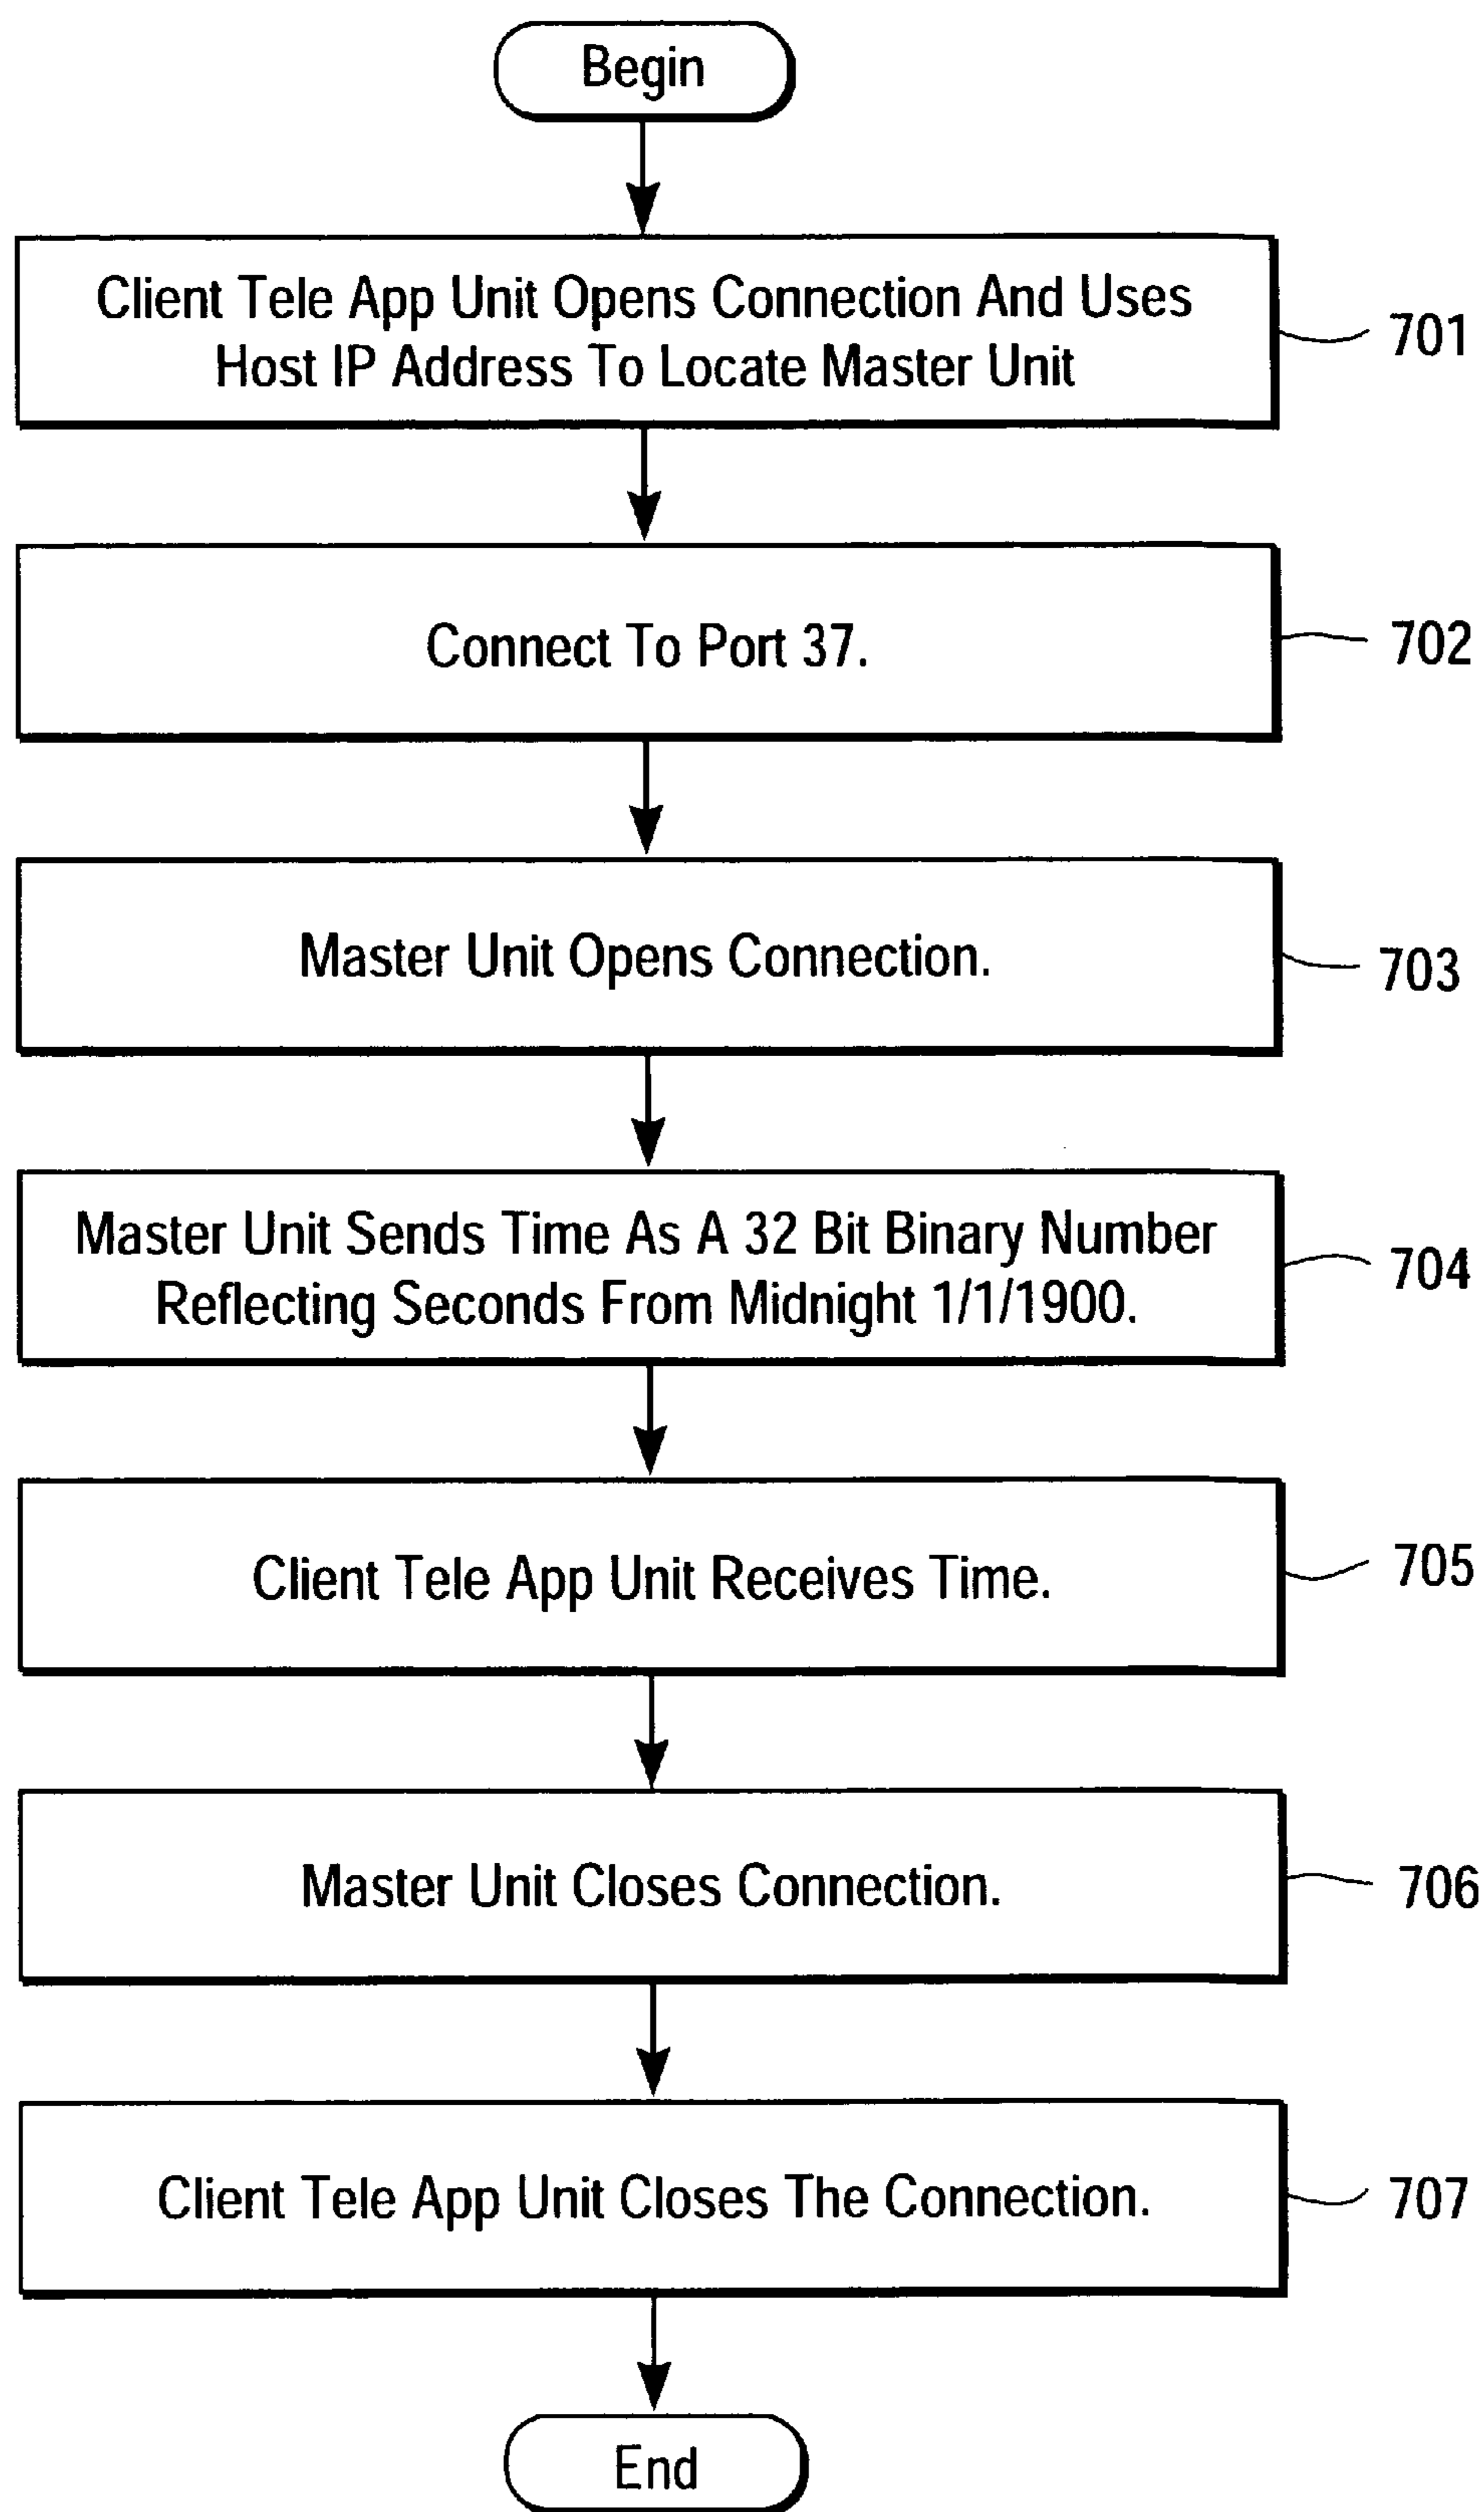 Begin
Client Tele App Unit Opens Connection And Uses
Host IP Address To Locate Master Unit
701
Connect To Port 37.
702
Master Unit Opens Connection.
703
Master Unit Sends Time As A 32 Bit Binary Number
Reflecting Seconds From Midnight 1/1/1900.
704
Client Tele App Unit Receives Time.
705
Master Unit Closes Connection.
706
Client Tele App Unit Closes The Connection.
707
End